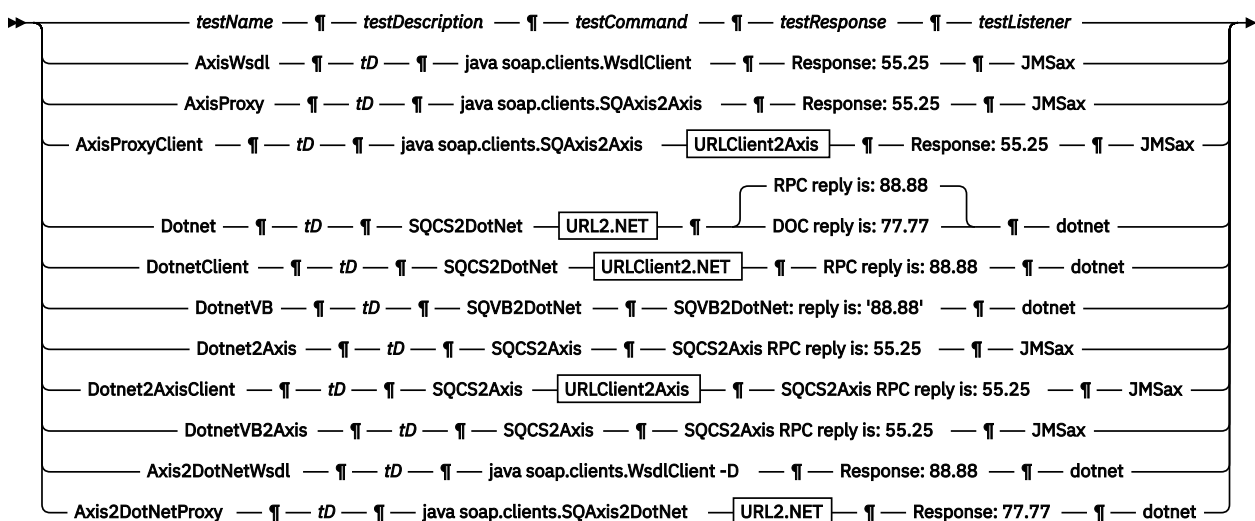 testName ¶ testDescription ¶ testCommand ¶ testResponse ¶ testListener
AxisWsdl ¶ tD ¶ java soap.clients.WsdlClient ¶ Response: 55.25 ¶ JMSax
AxisProxy ¶ tD ¶ java soap.clients.SQAxis2Axis ¶ Response: 55.25 ¶ JMSax
AxisProxyClient ¶ tD ¶ java soap.clients.SQAxis2Axis URLClient2Axis ¶ Response: 55.25 ¶ JMSax
RPC reply is: 88.88
Dotnet ¶ tD ¶ SQCS2DotNet URL2.NET ¶ DOC reply is: 77.77 ¶ dotnet
DotnetClient ¶ tD ¶ SQCS2DotNet URLClient2.NET ¶ RPC reply is: 88.88 ¶ dotnet
DotnetVB ¶ tD ¶ SQVB2DotNet ¶ SQVB2DotNet: reply is: '88.88' ¶ dotnet
Dotnet2Axis ¶ tD ¶ SQCS2Axis ¶ SQCS2Axis RPC reply is: 55.25 ¶ JMSax
Dotnet2AxisClient ¶ tD ¶ SQCS2Axis URLClient2Axis ¶ SQCS2Axis RPC reply is: 55.25 ¶ JMSax
DotnetVB2Axis ¶ tD ¶ SQCS2Axis ¶ SQCS2Axis RPC reply is: 55.25 ¶ JMSax
Axis2DotNetWsdl ¶ tD ¶ java soap.clients.WsdlClient -D ¶ Response: 88.88 ¶ dotnet
Axis2DotNetProxy ¶ tD ¶ java soap.clients.SQAxis2DotNet URL2.NET ¶ Response: 77.77 ¶ dotnet